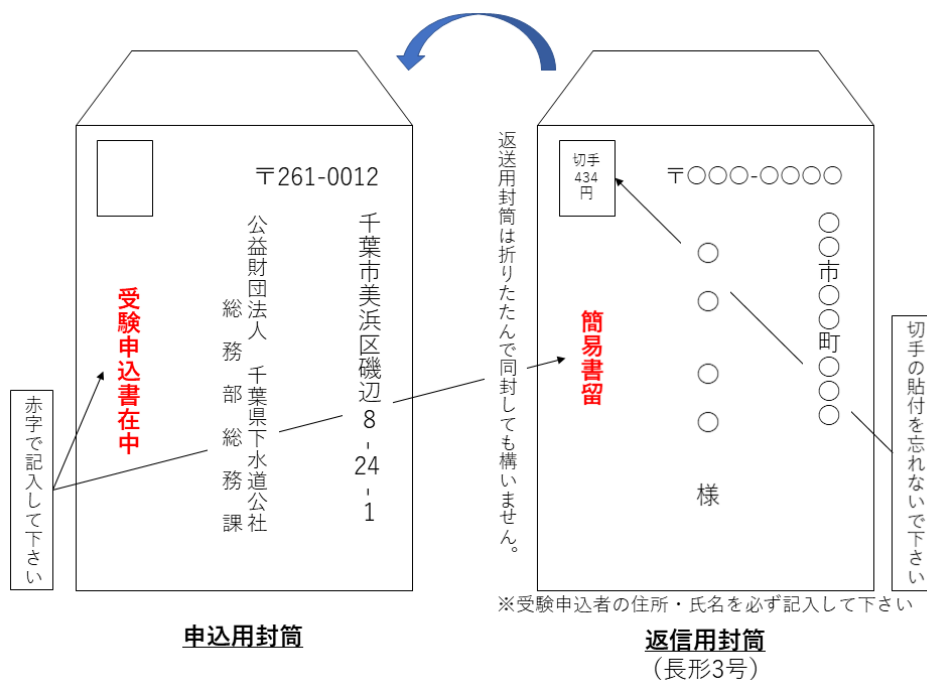 〒261-0012
千葉市美浜区磯辺8-24-1
公益財団法人 千葉県下水道公社
総務部総務課
受験申込書在中
赤字で記入して下さい
申込用封筒
返送用封筒は折りたたんで同封しても構いません。
切手
434
円
〒○○○-○○○○
○○市○○町○○○
○○○○様
簡易書留
切手の貼付を忘れないで下さい
※受験申込者の住所・氏名を必ず記入して下さい
返信用封筒
（長形3号）